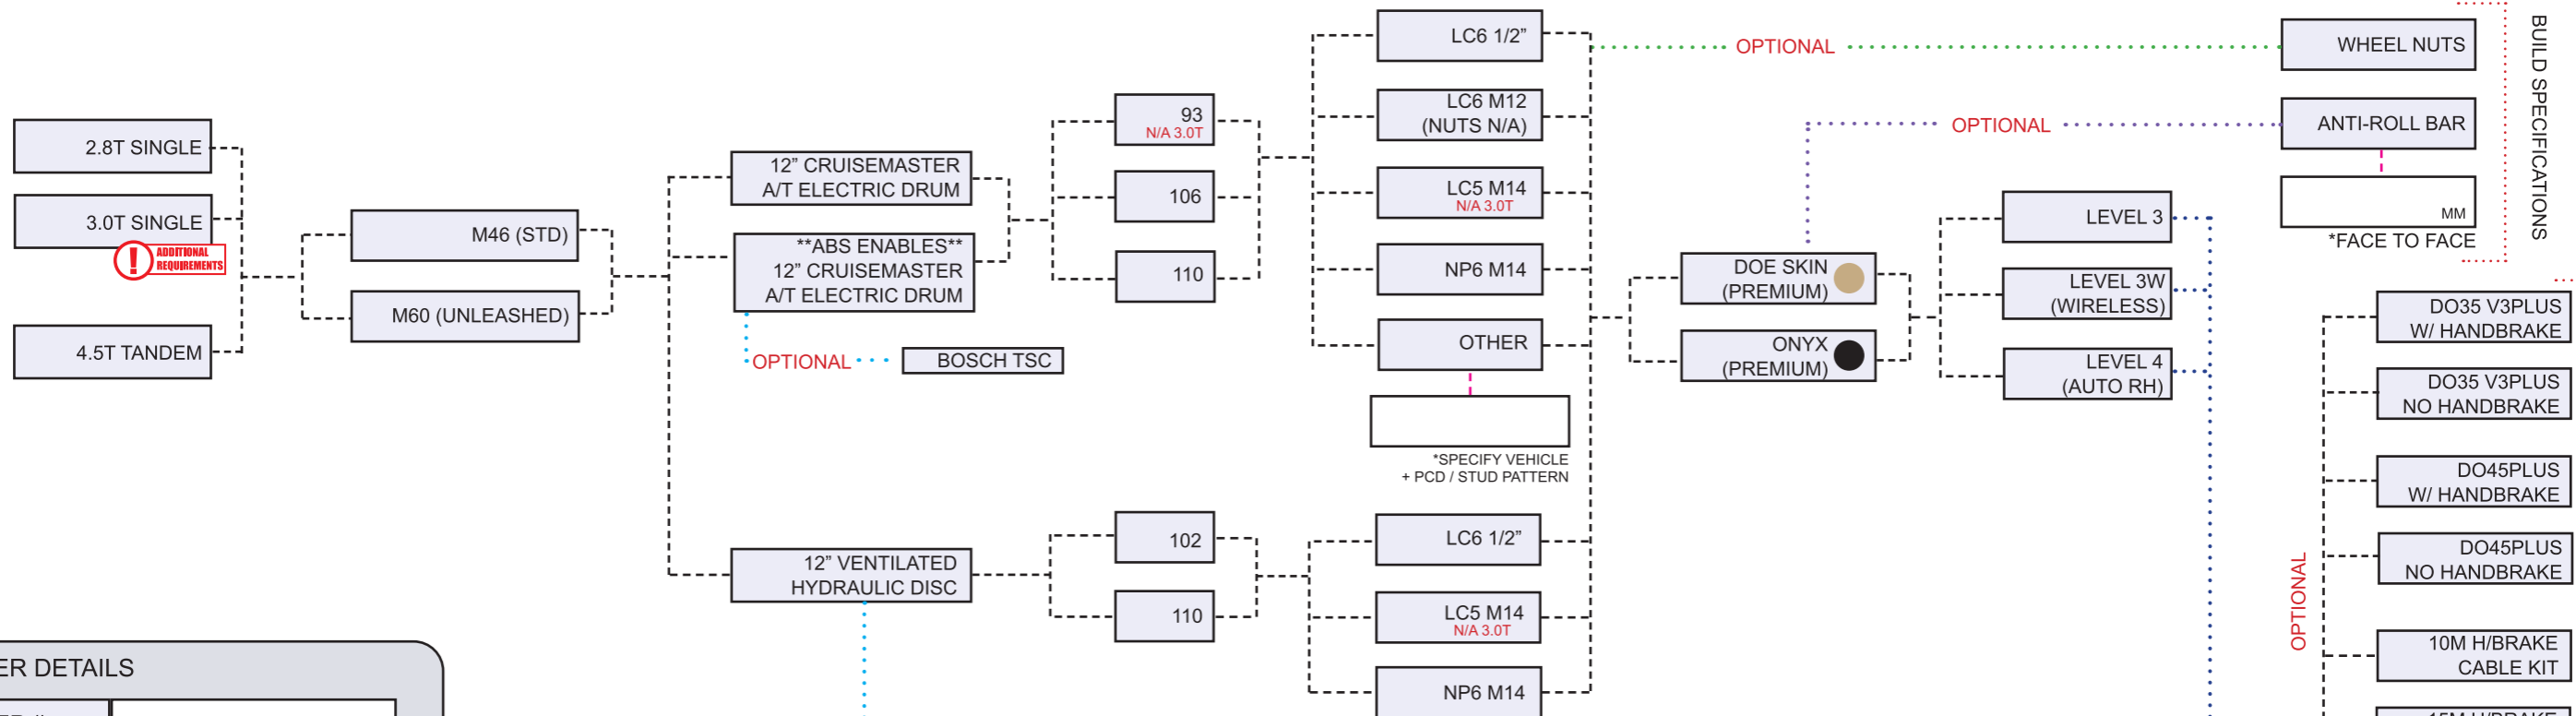 2.8T SINGLE
3.0T SINGLE
! ADDITIONAL
REQUIREMENTS
4.5T TANDEM
M46 (STD)
M60 (UNLEASHED)
12” CRUISEMASTER
A/T ELECTRIC DRUM
**ABS ENABLES**
12” CRUISEMASTER
A/T ELECTRIC DRUM
OPTIONAL
BOSCH TSC
12” VENTILATED
HYDRAULIC DISC
93
N/A 3.0T
106
110
102
110
LC6 1/2”
LC6 M12
(NUTS N/A)
LC5 M14
N/A 3.0T
NP6 M14
OTHER
*SPECIFY VEHICLE
+ PCD / STUD PATTERN
LC6 1/2”
LC5 M14
N/A 3.0T
NP6 M14
OPTIONAL
OPTIONAL
DOE SKIN
(PREMIUM)
ONYX
(PREMIUM)
LEVEL 3
LEVEL 3W
(WIRELESS)
LEVEL 4
(AUTO RH)
WHEEL NUTS
ANTI-ROLL BAR
MM
*FACE TO FACE
BUILD SPECIFICATIONS
OPTIONAL
DO35 V3PLUS
W/ HANDBRAKE
DO35 V3PLUS
NO HANDBRAKE
DO45PLUS
W/ HANDBRAKE
DO45PLUS
NO HANDBRAKE
10M H/BRAKE
CABLE KIT
ER DETAILS